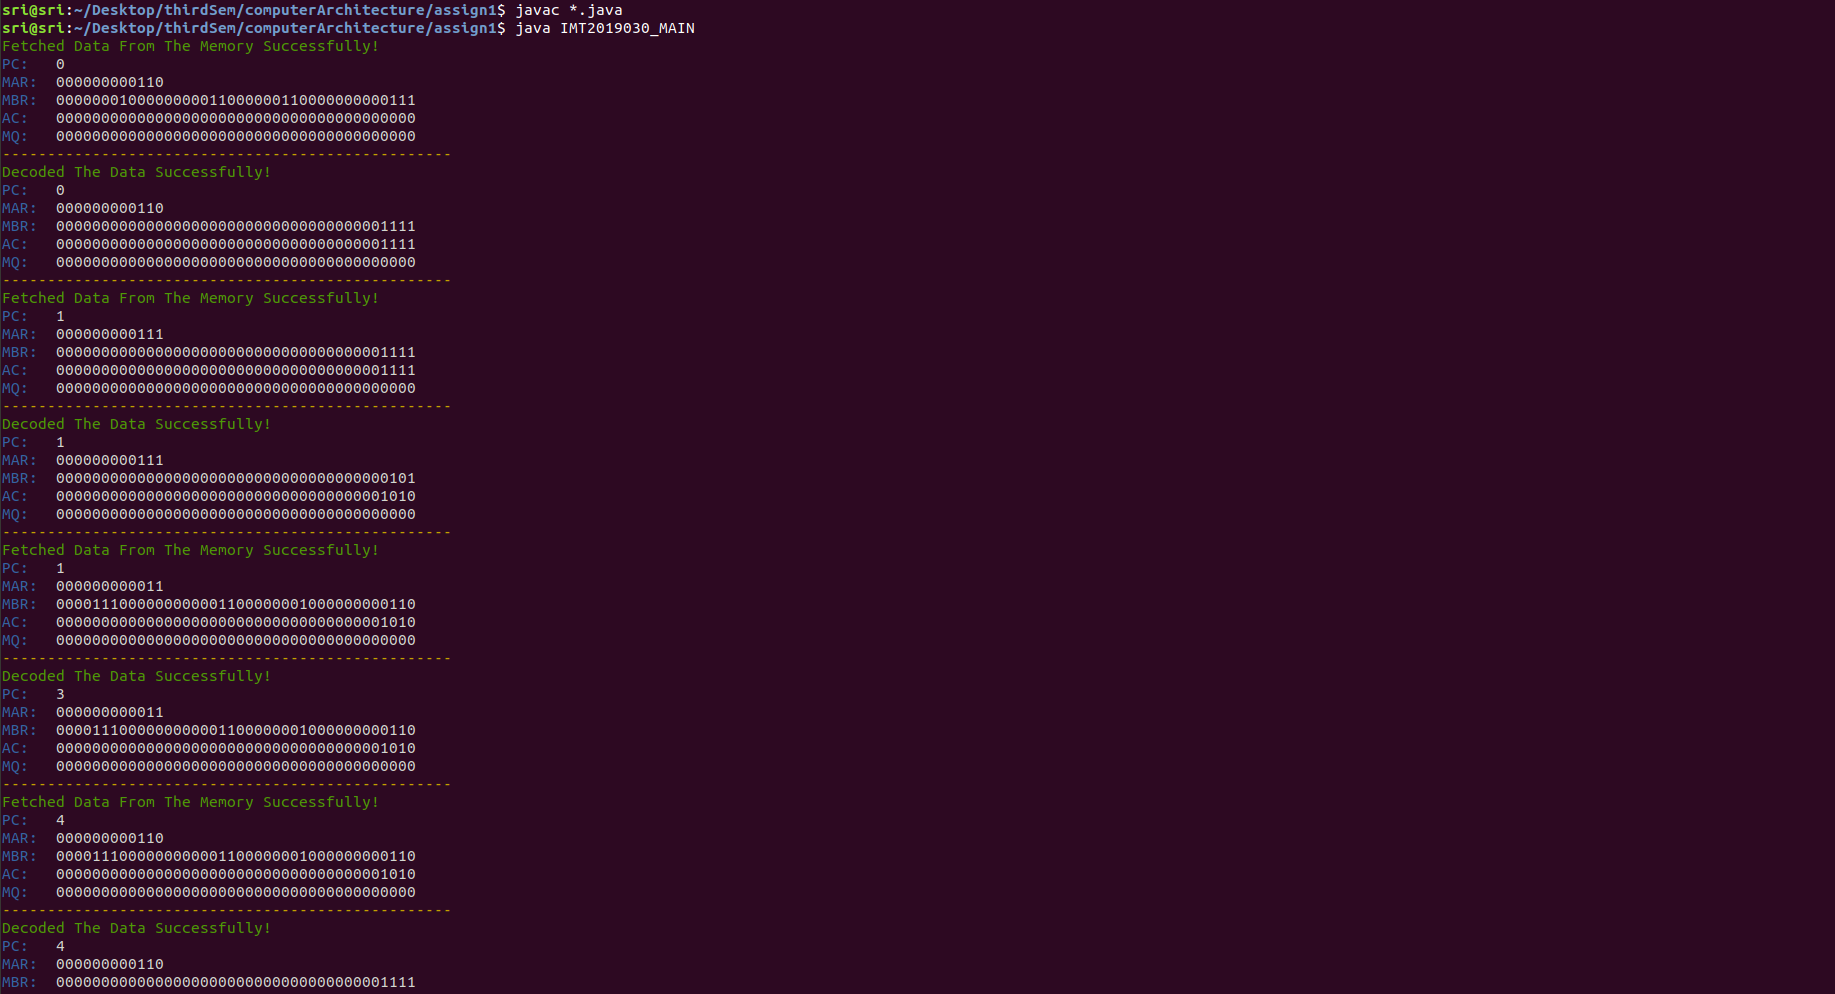 sri@sri:~/Desktop/thirdSem/computerArchitecture/assign1$ javac *.java
sri@sri:~/Desktop/thirdSem/computerArchitecture/assign1$ java IMT2019030_MAIN
Fetched Data From The Memory Successfully!
PC: 0
MAR: 000000000110
MBR: 0000000100000000011000000110000000000111
AC: 0000000000000000000000000000000000000000
MQ: 0000000000000000000000000000000000000000
--------------------------------------------------
Decoded The Data Successfully!
PC: 0
MAR: 000000000110
MBR: 0000000000000000000000000000000000001111
AC: 0000000000000000000000000000000000001111
MQ: 0000000000000000000000000000000000000000
--------------------------------------------------
Fetched Data From The Memory Successfully!
PC: 1
MAR: 000000000111
MBR: 0000000000000000000000000000000000001111
AC: 0000000000000000000000000000000000001111
MQ: 0000000000000000000000000000000000000000
--------------------------------------------------
Decoded The Data Successfully!
PC: 1
MAR: 000000000111
MBR: 0000000000000000000000000000000000000101
AC: 0000000000000000000000000000000000001010
MQ: 0000000000000000000000000000000000000000
--------------------------------------------------
Fetched Data From The Memory Successfully!
PC: 1
MAR: 000000000011
MBR: 0000111000000000001100000001000000000110
AC: 0000000000000000000000000000000000001010
MQ: 0000000000000000000000000000000000000000
--------------------------------------------------
Decoded The Data Successfully!
PC: 3
MAR: 000000000011
MBR: 0000111000000000001100000001000000000110
AC: 0000000000000000000000000000000000001010
MQ: 0000000000000000000000000000000000000000
--------------------------------------------------
Fetched Data From The Memory Successfully!
PC: 4
MAR: 000000000110
MBR: 0000111000000000001100000001000000000110
AC: 0000000000000000000000000000000000001010
MQ: 0000000000000000000000000000000000000000
--------------------------------------------------
Decoded The Data Successfully!
PC: 4
MAR: 000000000110
MBR: 0000000000000000000000000000000000001111